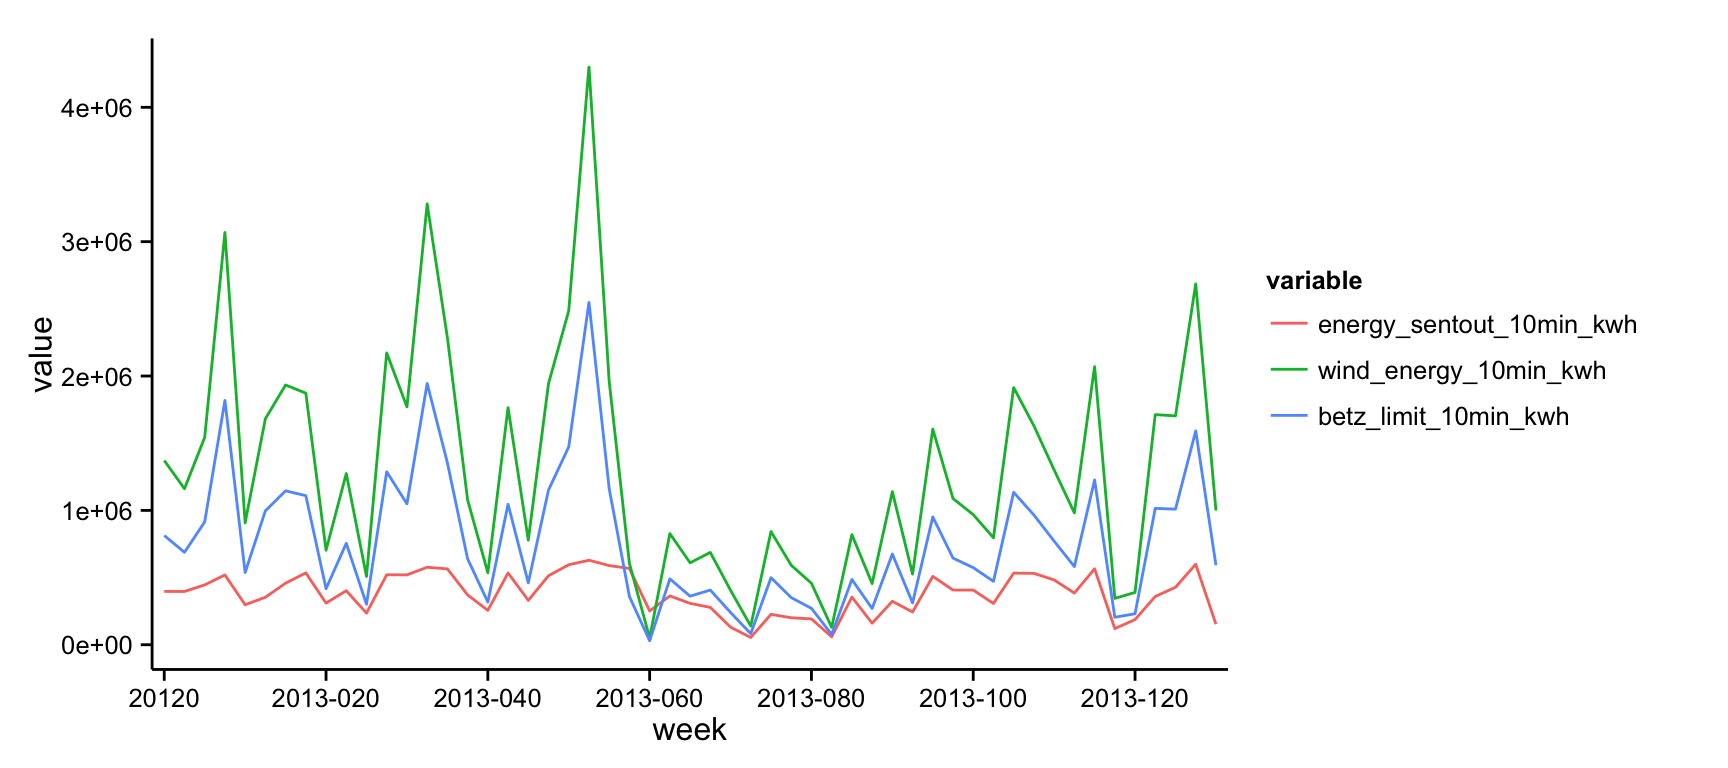 value
4e+06
3e+06
2e+06
1e+06
0e+00
20120 2013-020 2013-040 2013-060 2013-080 2013-100 2013-120
week
variable
energy_sentout_10min_kwh
wind_energy_10min_kwh
betz_limit_10min_kwh